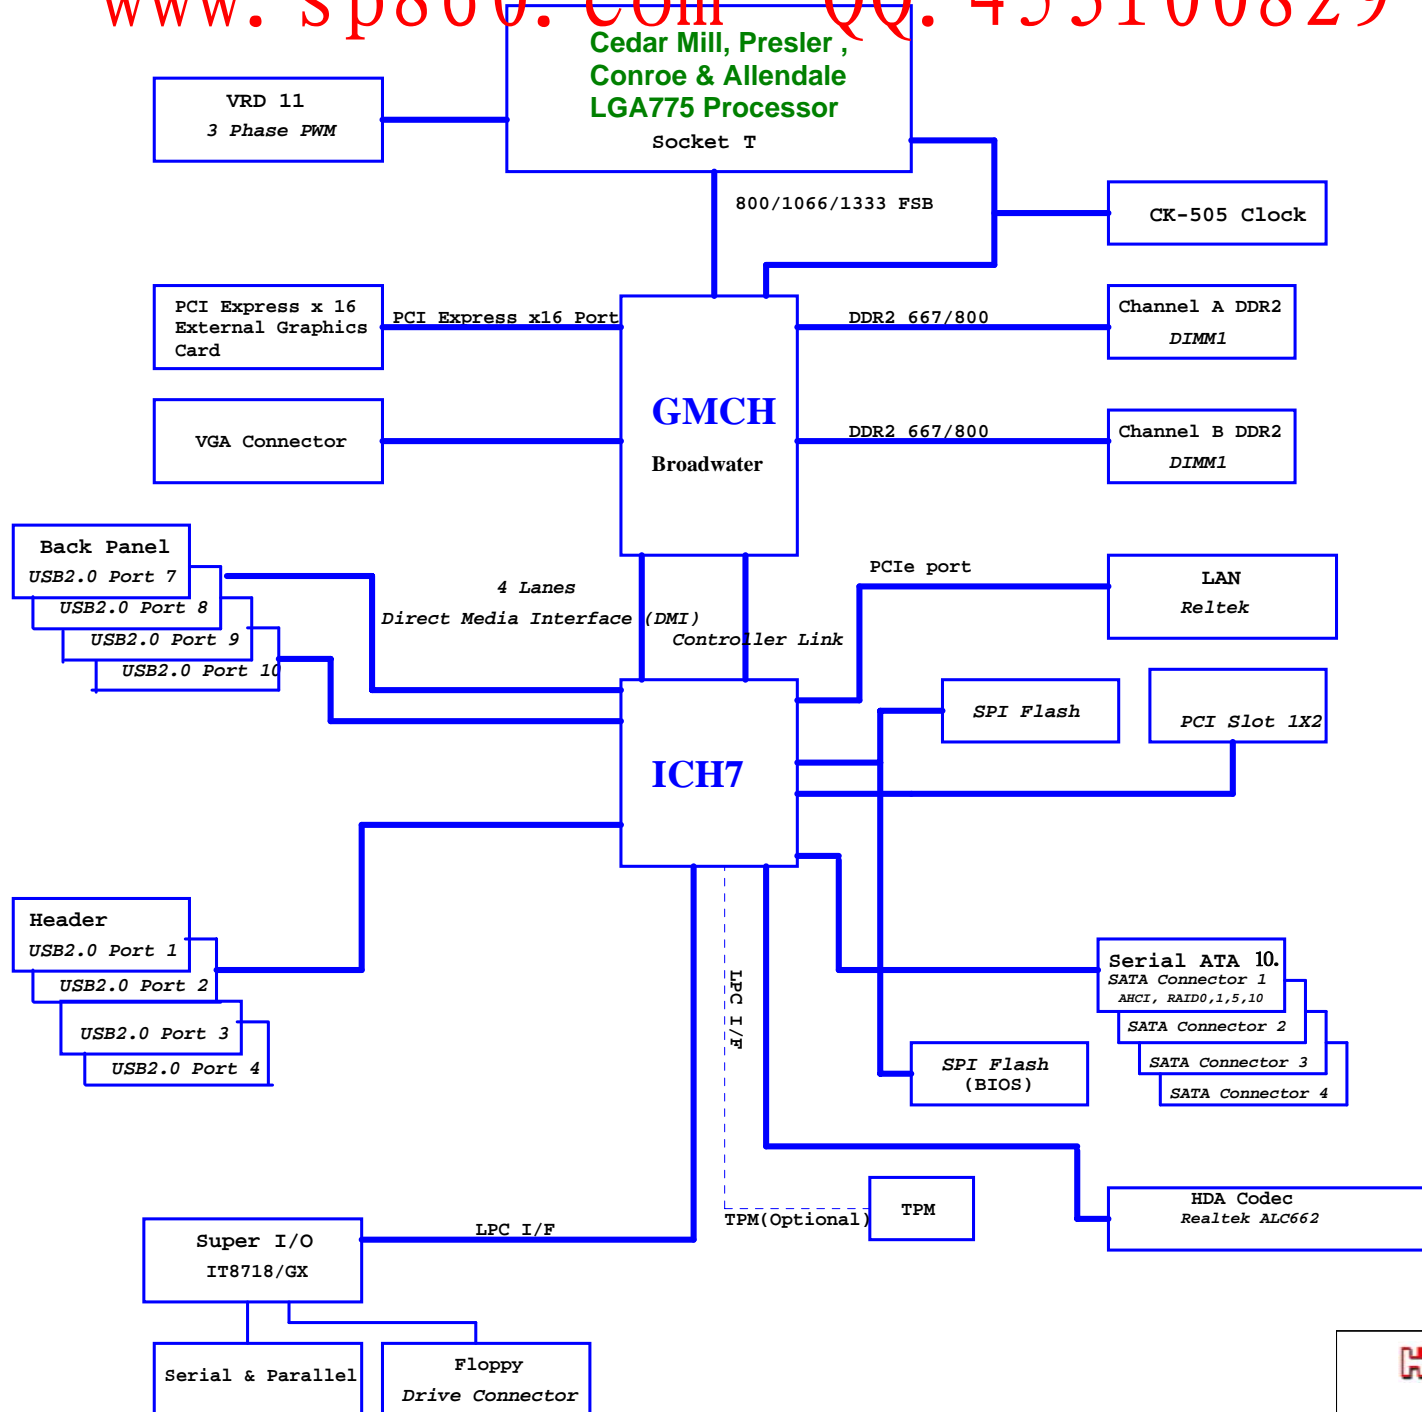 www. sp860. com QQ. 455100829
Cedar Mill, Presler ,
Conroe & Allendale
LGA775 Processor
Socket T
VRD 11
3 Phase PWM
800/1066/1333 FSB
CK-505 Clock
PCI Express x 16
External Graphics
Card
PCI Express x16 Port
DDR2 667/800
Channel A DDR2
DIMM1
GMCH
Broadwater
VGA Connector
DDR2 667/800
Channel B DDR2
DIMM1
Back Panel
USB2.0 Port 7
USB2.0 Port 8
USB2.0 Port 9
USB2.0 Port 10
4 Lanes
Direct Media Interface (DMI)
Controller Link
PCIe port
LAN
Reltek
SPI Flash
PCI Slot 1X2
ICH7
Header
USB2.0 Port 1
USB2.0 Port 2
USB2.0 Port 3
USB2.0 Port 4
LPC I/F
Serial ATA 10.
SATA Connector 1
AHCI, RAID0,1,5,10
SATA Connector 2
SATA Connector 3
SATA Connector 4
SPI Flash
(BIOS)
TPM(Optional)
TPM
HDA Codec
Realtek ALC662
LPC I/F
Super I/O
IT8718/GX
Serial & Parallel
Floppy
Drive Connector